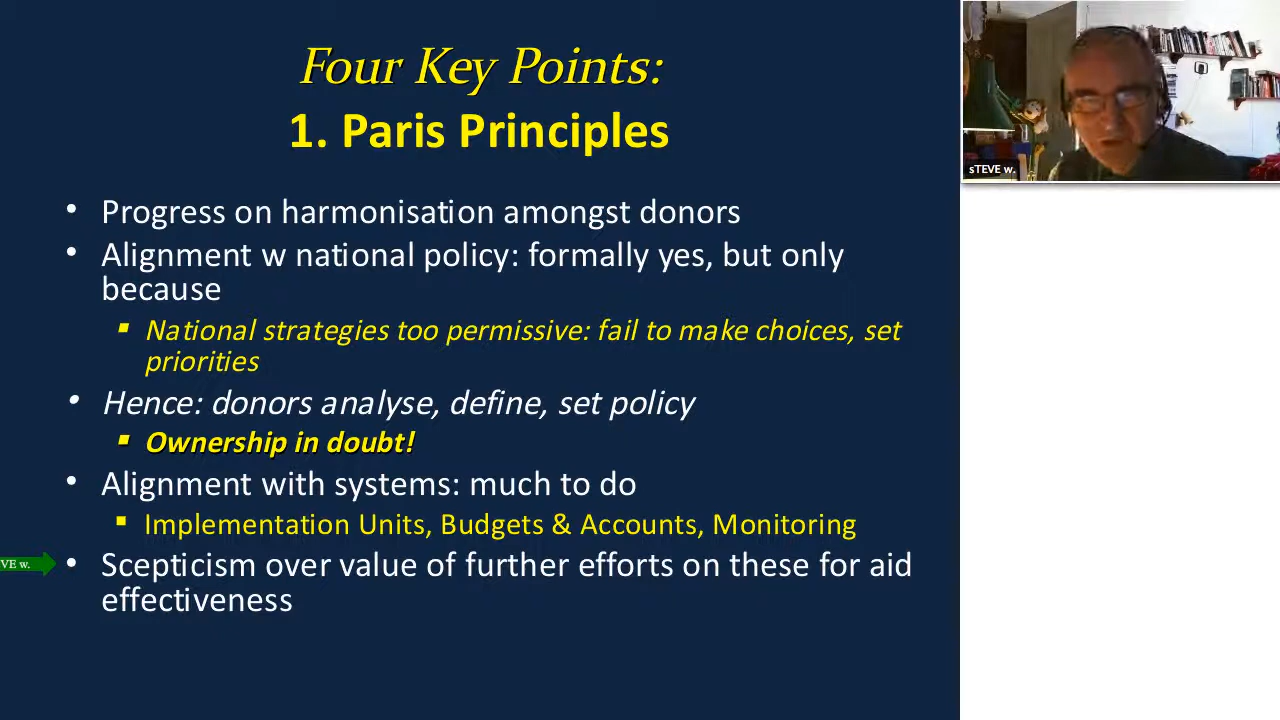 Four Key Points:
1. Paris Principles
• Progress on harmonisation amongst donors
• Alignment w national policy: formally yes, but only
because
▪ National strategies too permissive: fail to make choices, set
priorities
• Hence: donors analyse, define, set policy
▪ Ownership in doubt!
• Alignment with systems: much to do
▪ Implementation Units, Budgets & Accounts, Monitoring
VE w.
• Scepticism over value of further efforts on these for aid
effectiveness
sTEVE w.